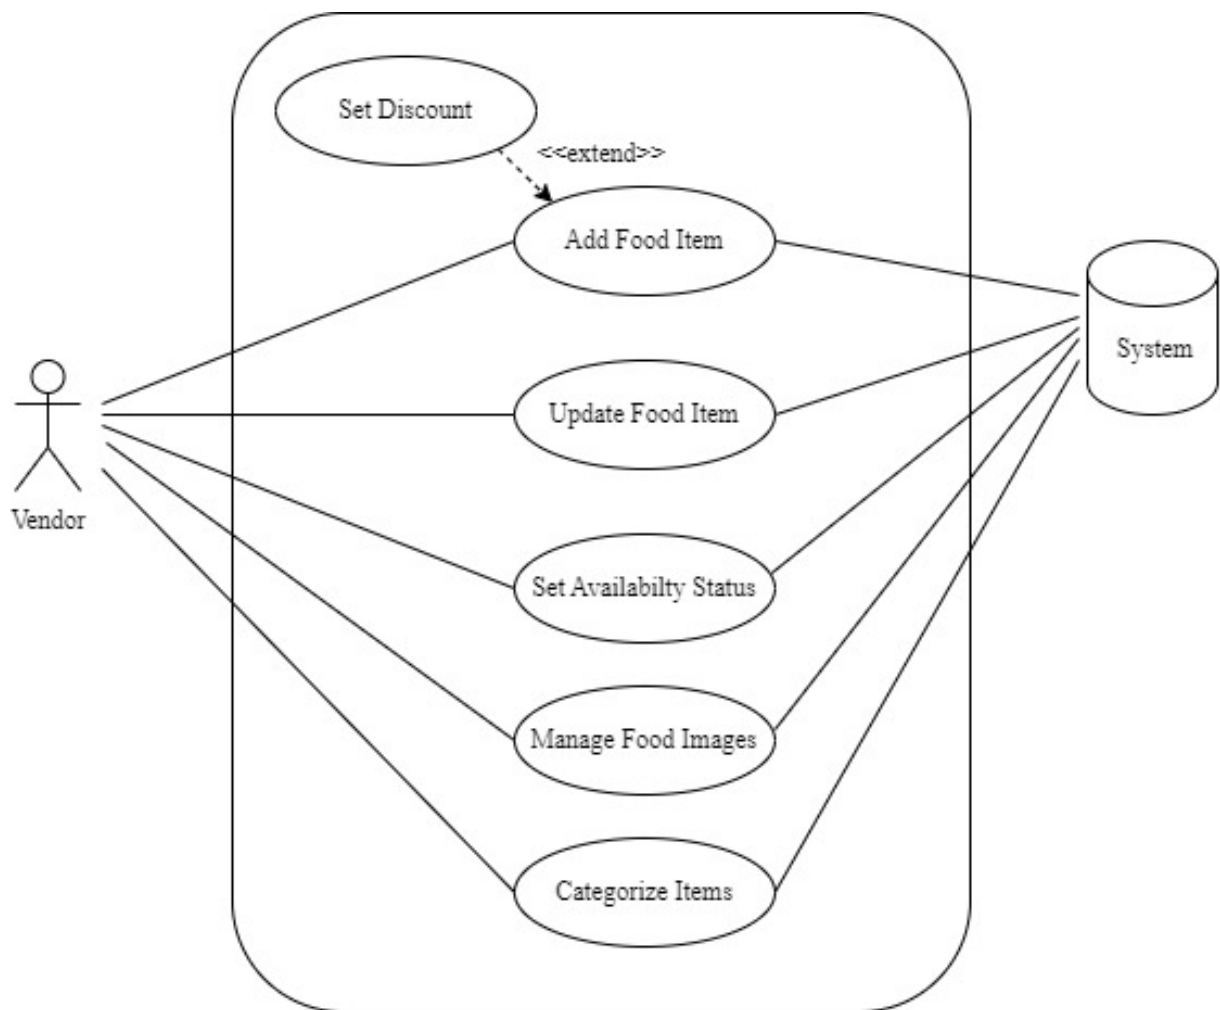 Set Discount
<<extend>>
Add Food Item
System
Update Food Item
Vendor
Set Availabilty Status
Manage Food Images
Categorize Items